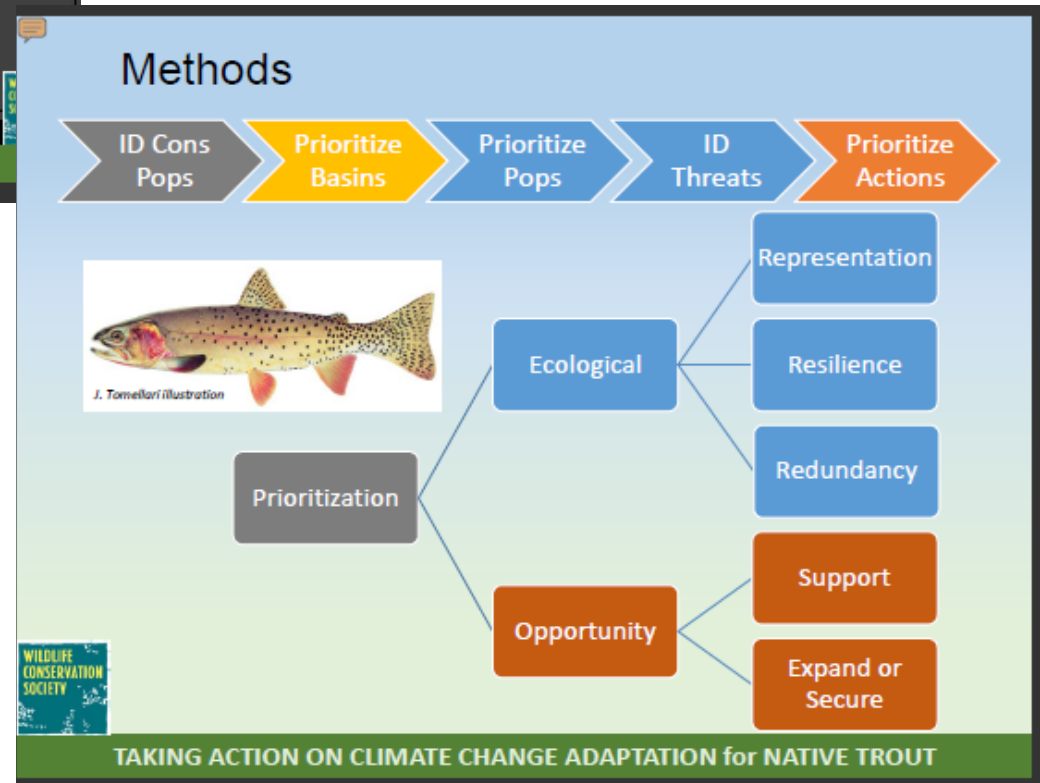 Methods
ID Cons
Pops
Prioritize
Basins
Prioritize
Pops
ID
Threats
Prioritize
Actions
J. Tomellari illustration
Prioritization
Ecological
Opportunity
Representation
Resilience
Redundancy
Support
Expand or
Secure
WILDLIFE
CONSERVATION
SOCIETY
TAKING ACTION ON CLIMATE CHANGE ADAPTATION for NATIVE TROUT